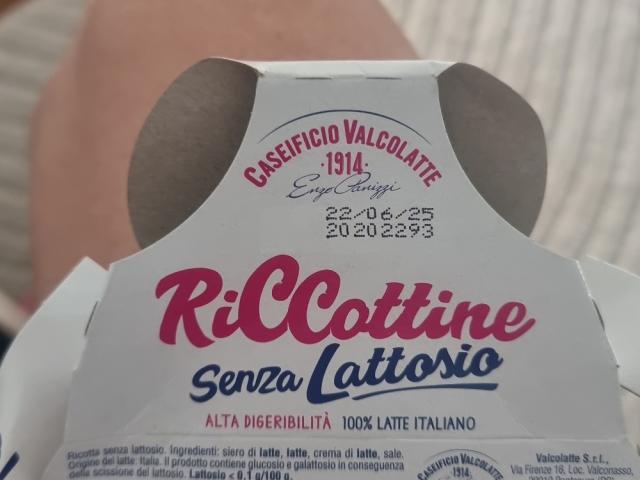 CASEIFICIO VALCOLATTE
·1914·
Enzo Panizzi
22/06/25
20202293
RiCCottine
Senza Lattosio
ALTA DIGERIBILITÀ 100% LATTE ITALIANO
Ricotta senza lattosio. Ingredienti: siero di latte, latte, crema di latte, sale.
Origine del latte: Italia. Il prodotto contiene glucosio e galattosio in conseguenza
della scissione del lattosio. Lattosio < 0,1 g/100 g.
CASEIFICIO VALCOLATTE
1914
Valcolatte S.r.l.,
Via Firenze 16, Loc. Valconasso,